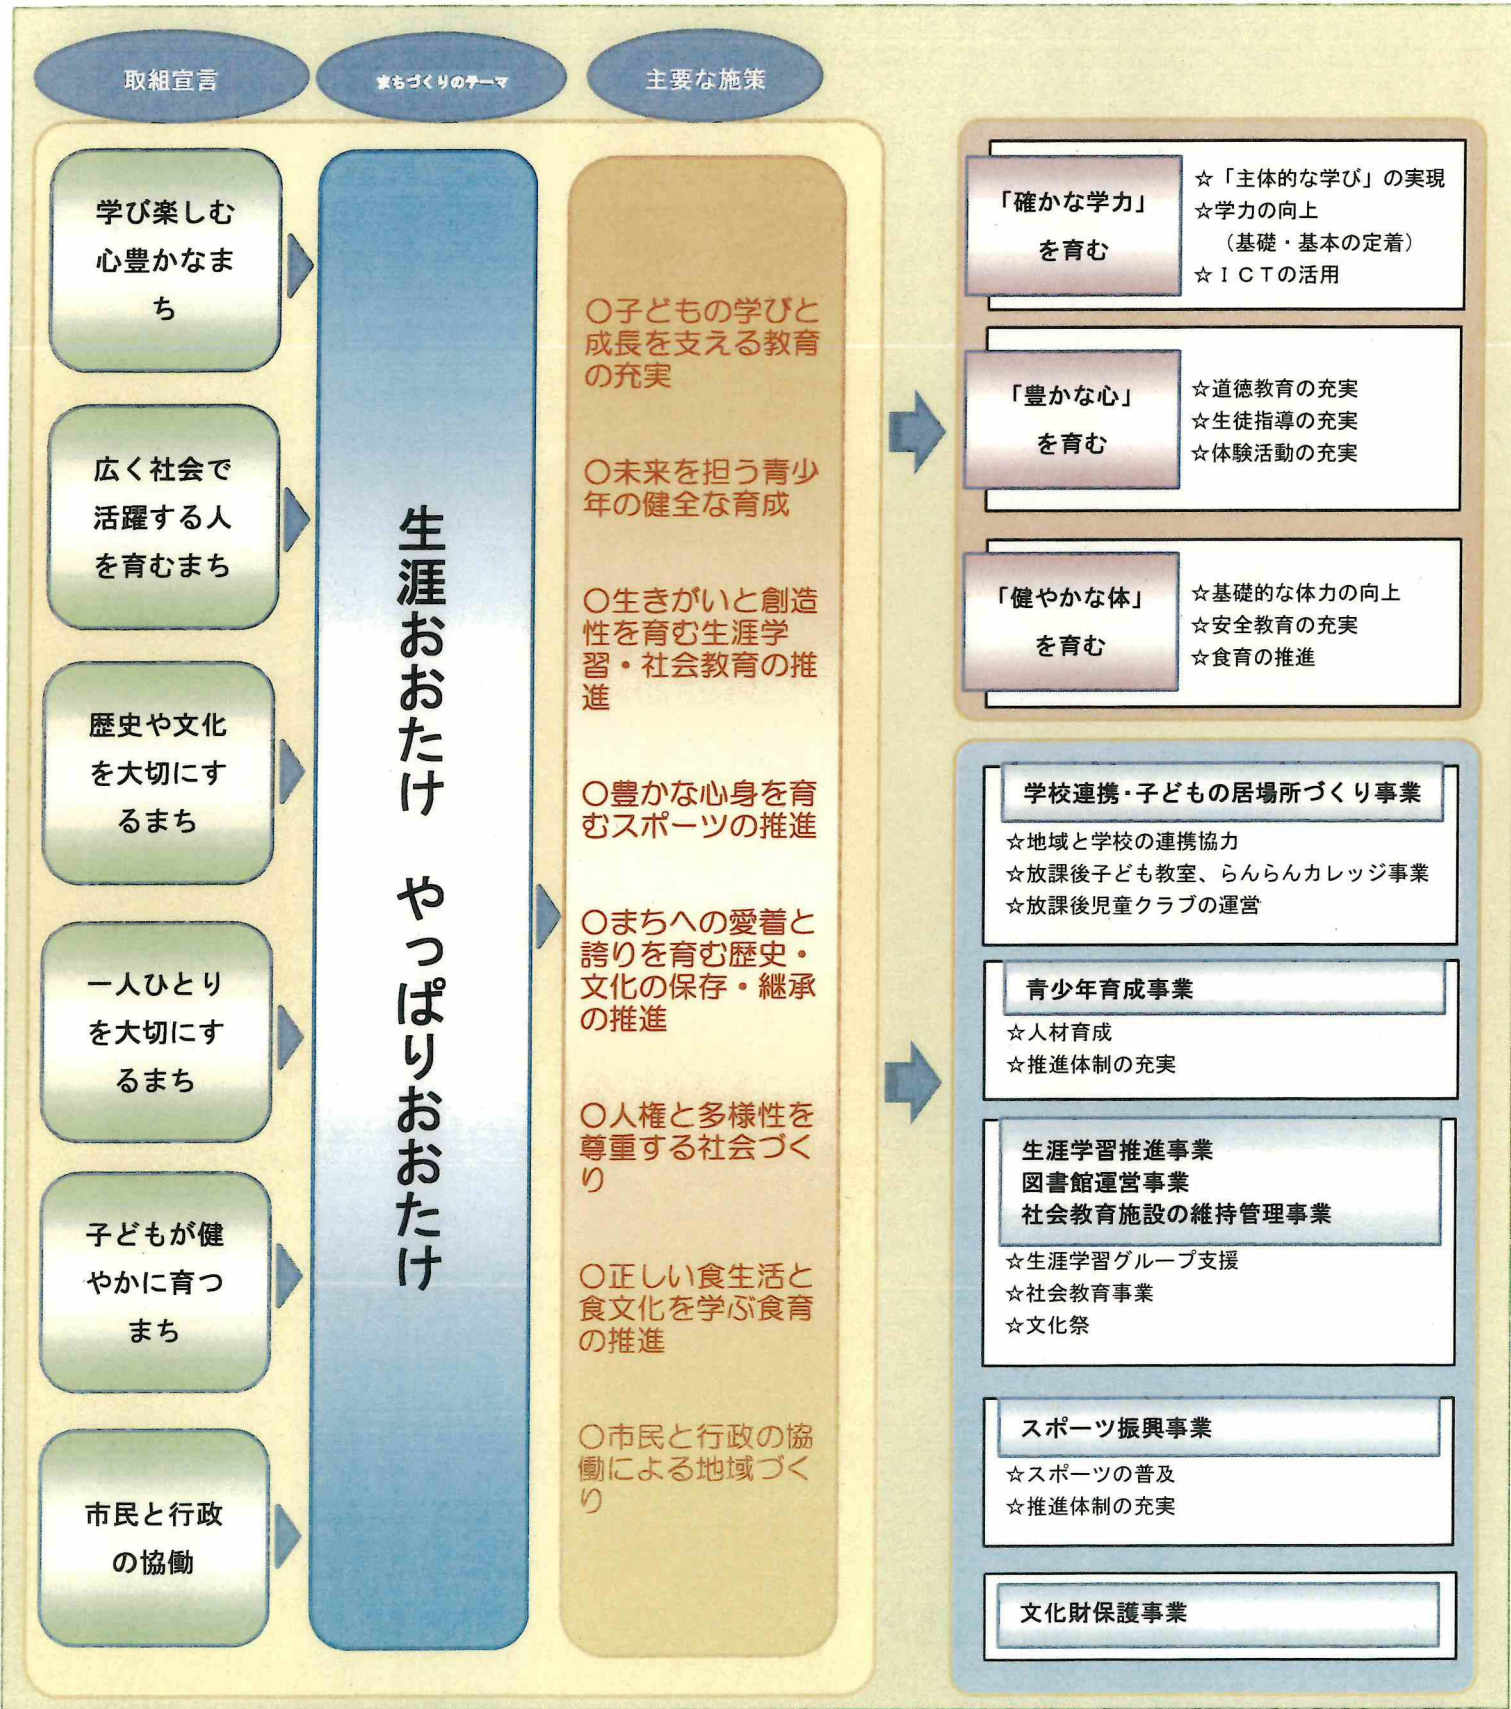 取組宣言
まちづくりのテーマ
主要な施策
学び楽しむ
心豊かなま
ち
広く社会で
活躍する人
を育むまち
歴史や文化
を大切にす
るまち
一人ひとり
を大切にす
るまち
子どもが健
やかに育つ
まち
市民と行政
の協働
生涯おおたけ　やっぱりおおたけ
○子どもの学びと
成長を支える教育
の充実
○未来を担う青少
年の健全な育成
○生きがいと創造
性を育む生涯学
習・社会教育の推
進
○豊かな心身を育
むスポーツの推進
○まちへの愛着と
誇りを育む歴史・
文化の保存・継承
の推進
○人権と多様性を
尊重する社会づく
り
○正しい食生活と
食文化を学ぶ食育
の推進
○市民と行政の協
働による地域づく
り
「確かな学力」
を育む
☆「主体的な学び」の実現
☆学力の向上
（基礎・基本の定着）
☆ＩＣＴの活用
「豊かな心」
を育む
☆道徳教育の充実
☆生徒指導の充実
☆体験活動の充実
「健やかな体」
を育む
☆基礎的な体力の向上
☆安全教育の充実
☆食育の推進
学校連携・子どもの居場所づくり事業
☆地域と学校の連携協力
☆放課後子ども教室、らんらんカレッジ事業
☆放課後児童クラブの運営
青少年育成事業
☆人材育成
☆推進体制の充実
生涯学習推進事業
図書館運営事業
社会教育施設の維持管理事業
☆生涯学習グループ支援
☆社会教育事業
☆文化祭
スポーツ振興事業
☆スポーツの普及
☆推進体制の充実
文化財保護事業